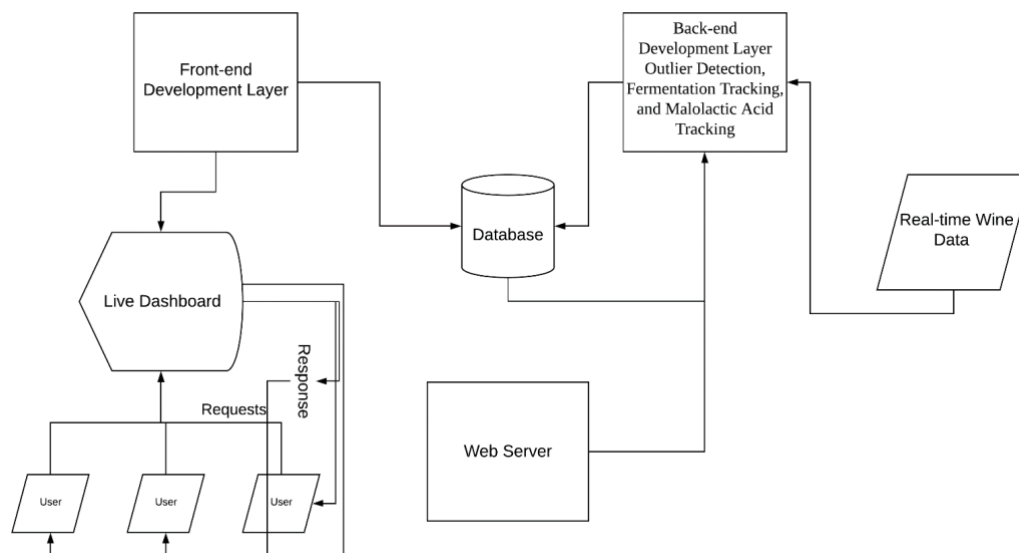 Front-end
Development Layer
Back-end
Development Layer
Outlier Detection,
Fermentation Tracking,
and Malolactic Acid
Tracking
Database
Real-time Wine
Data
Live Dashboard
Response
Requests
Web Server
User
User
User